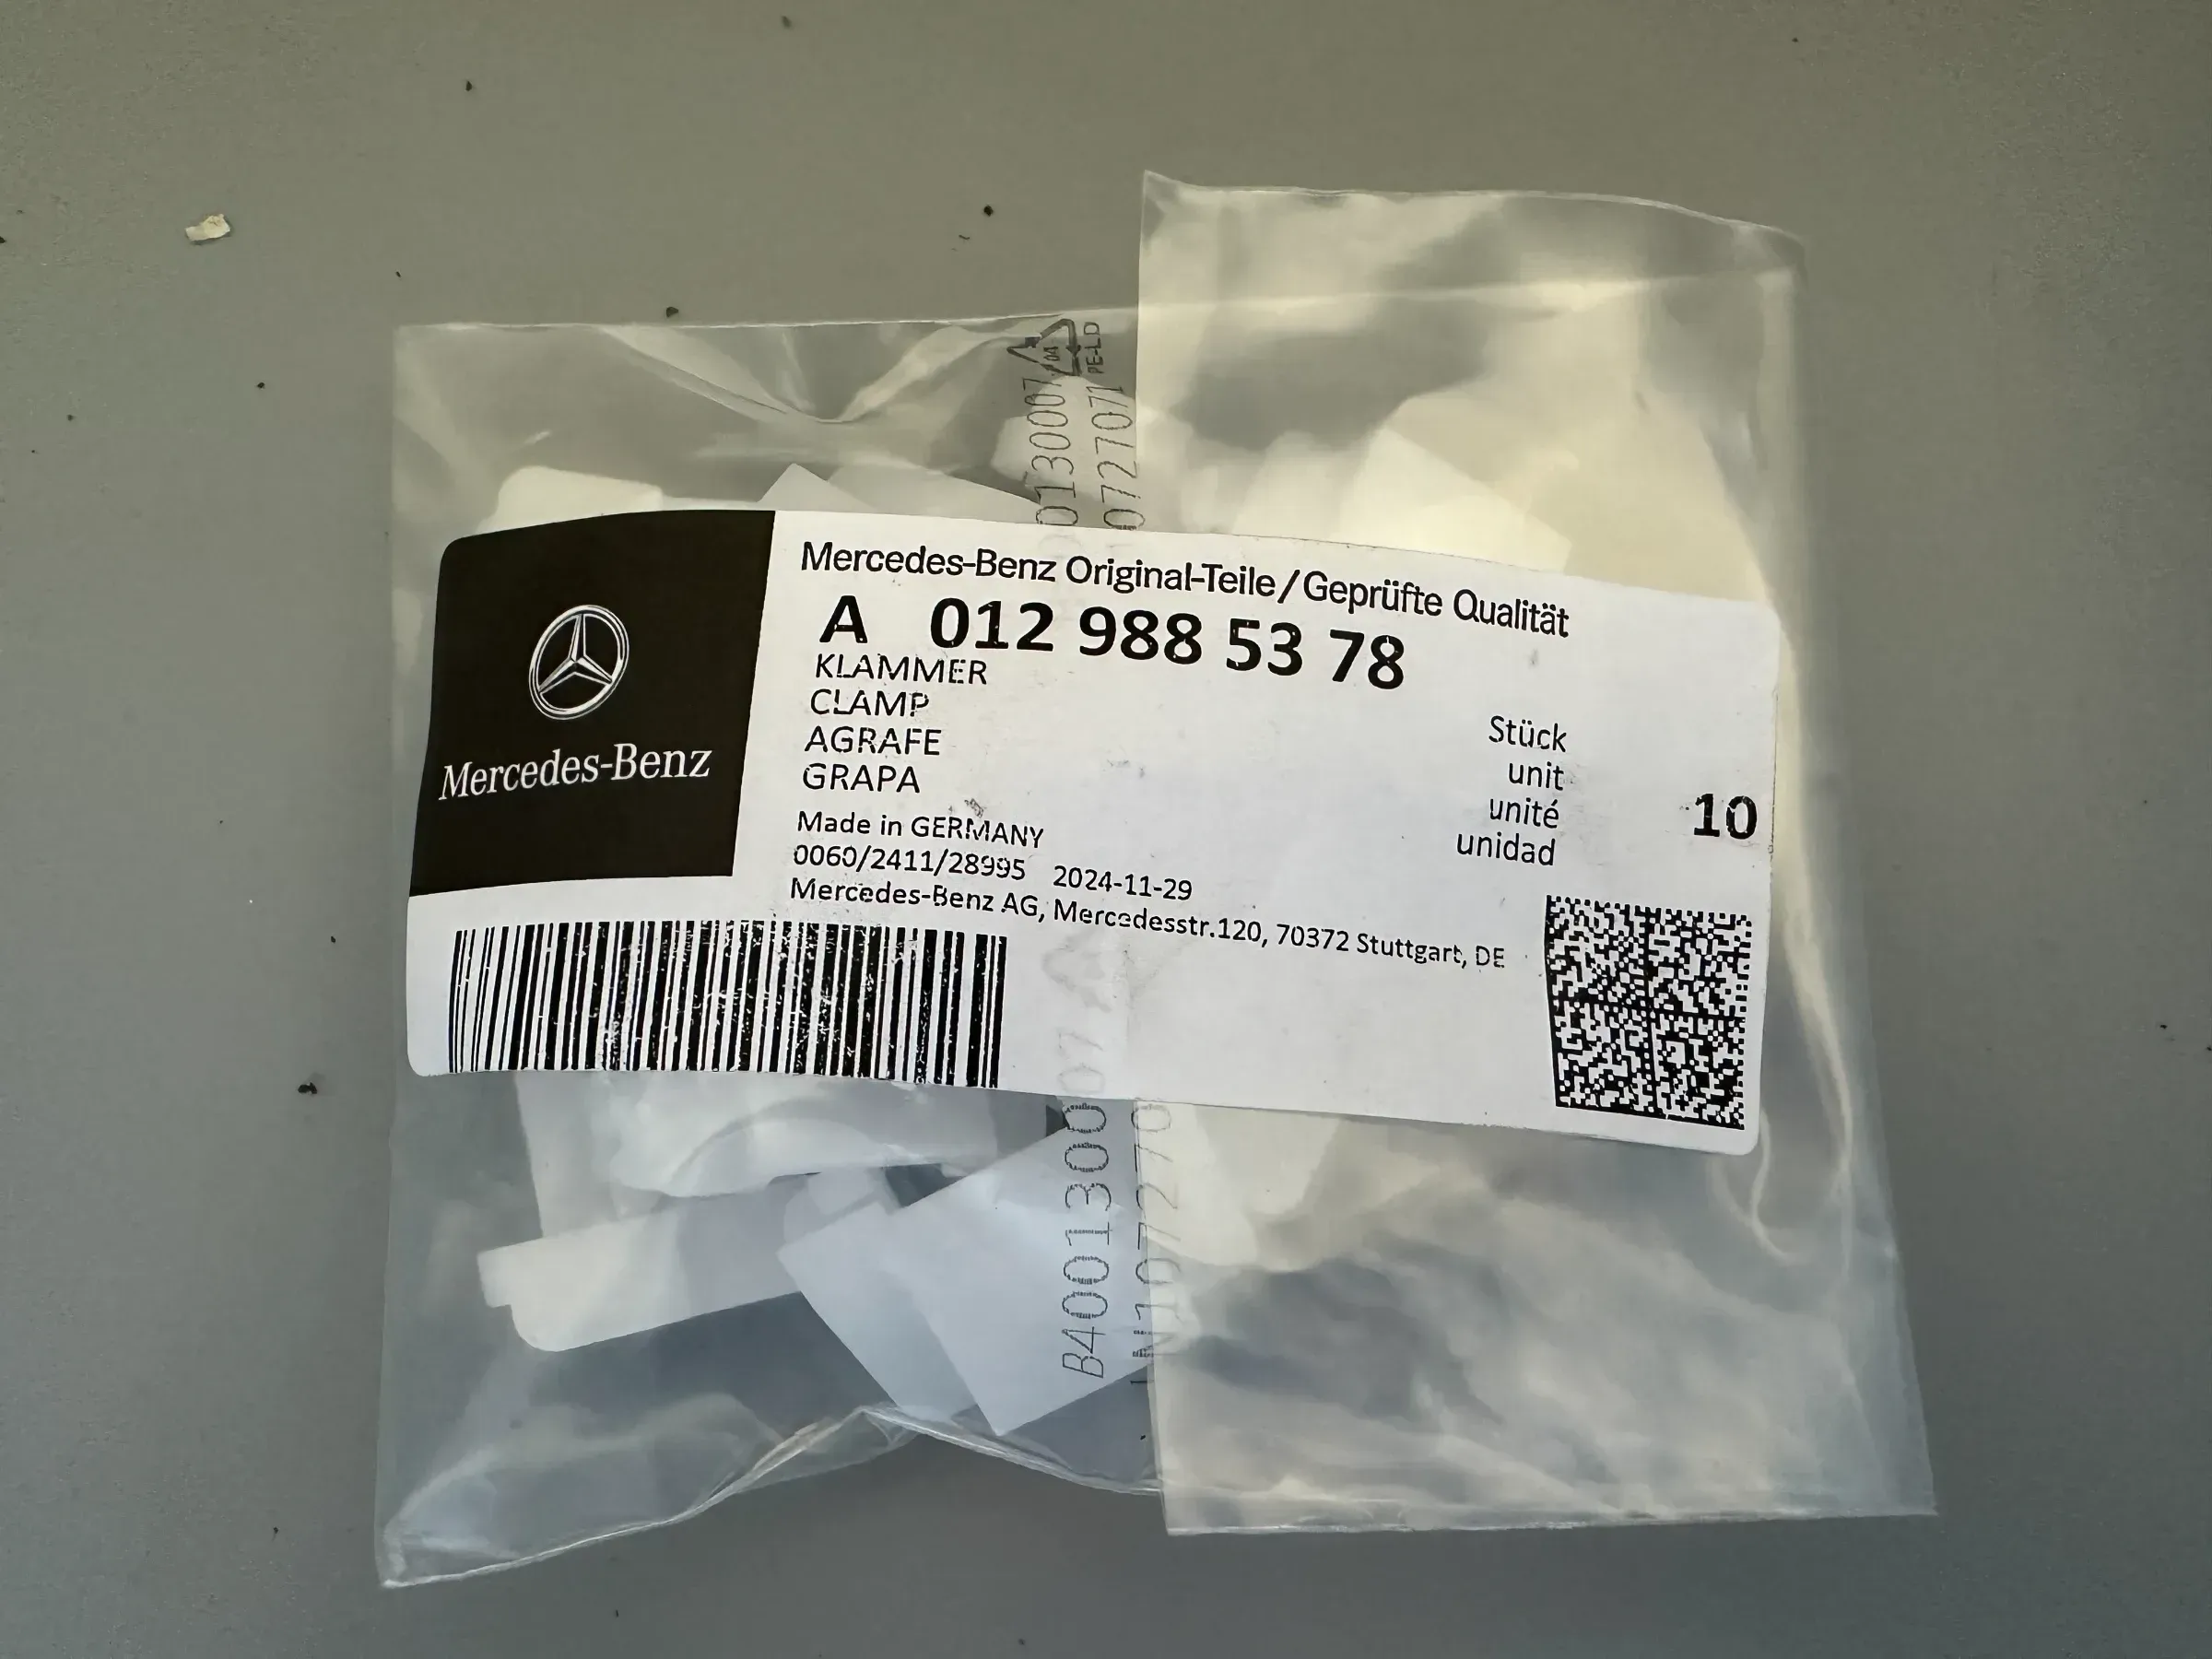 Mercedes-Benz
Mercedes-Benz Original-Teile/Geprüfte Qualität
A 012 988 53 78
KLAMMER
CLAMP
AGRAFE
GRAPA
Stück
unit
unité
unidad
10
Made in GERMANY
0060/2411/28995 2024-11-29
Mercedes-Benz AG, Mercedesstr.120, 70372 Stuttgart, DE
04
PE-LD
B400130007